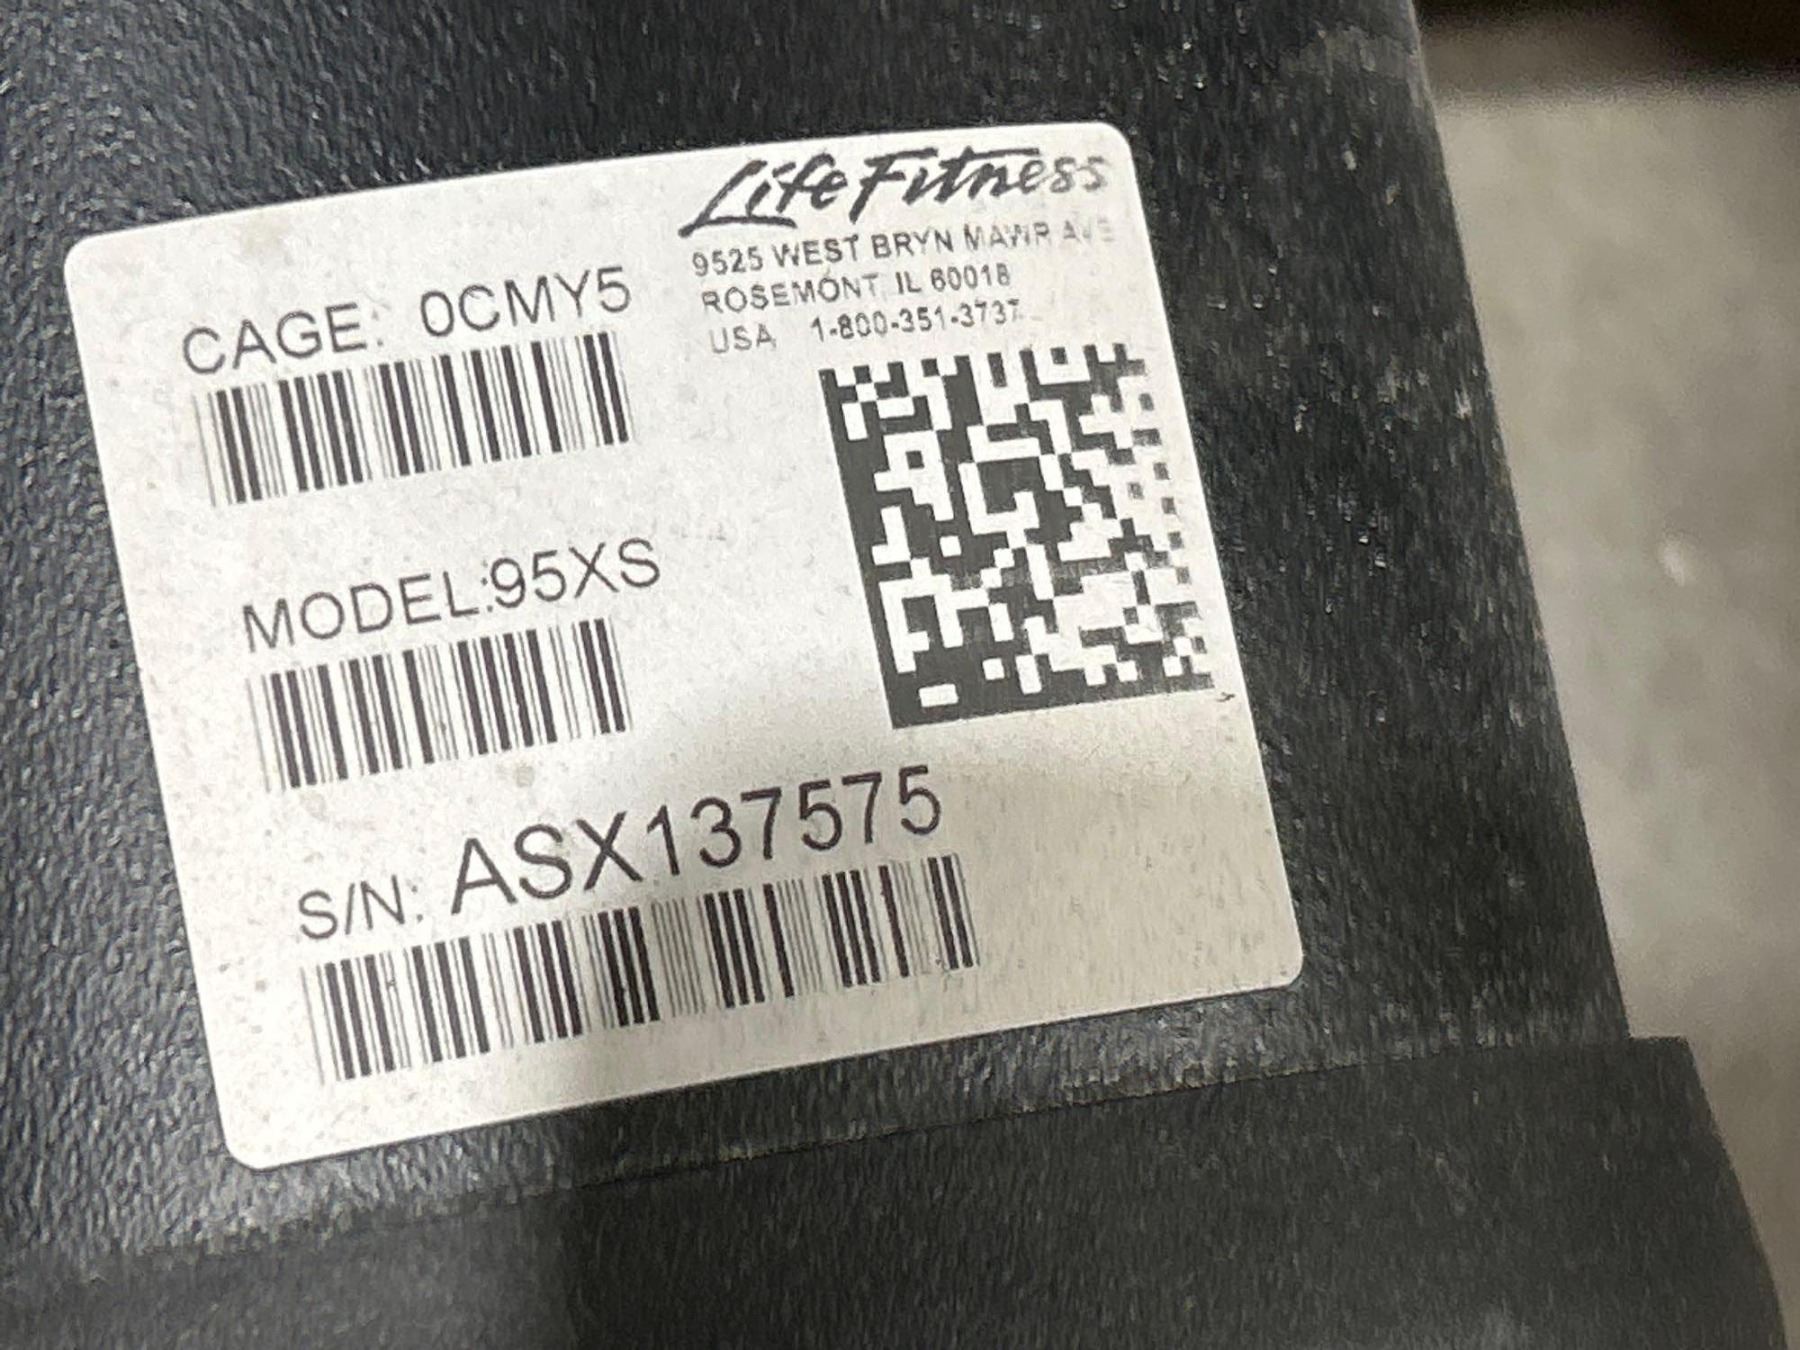 Life Fitness
9525 WEST BRYN MAWR AVE
ROSEMONT, IL 60018
USA 1-800-351-3737
CAGE: 0CMY5
MODEL:95XS
S/N: ASX137575